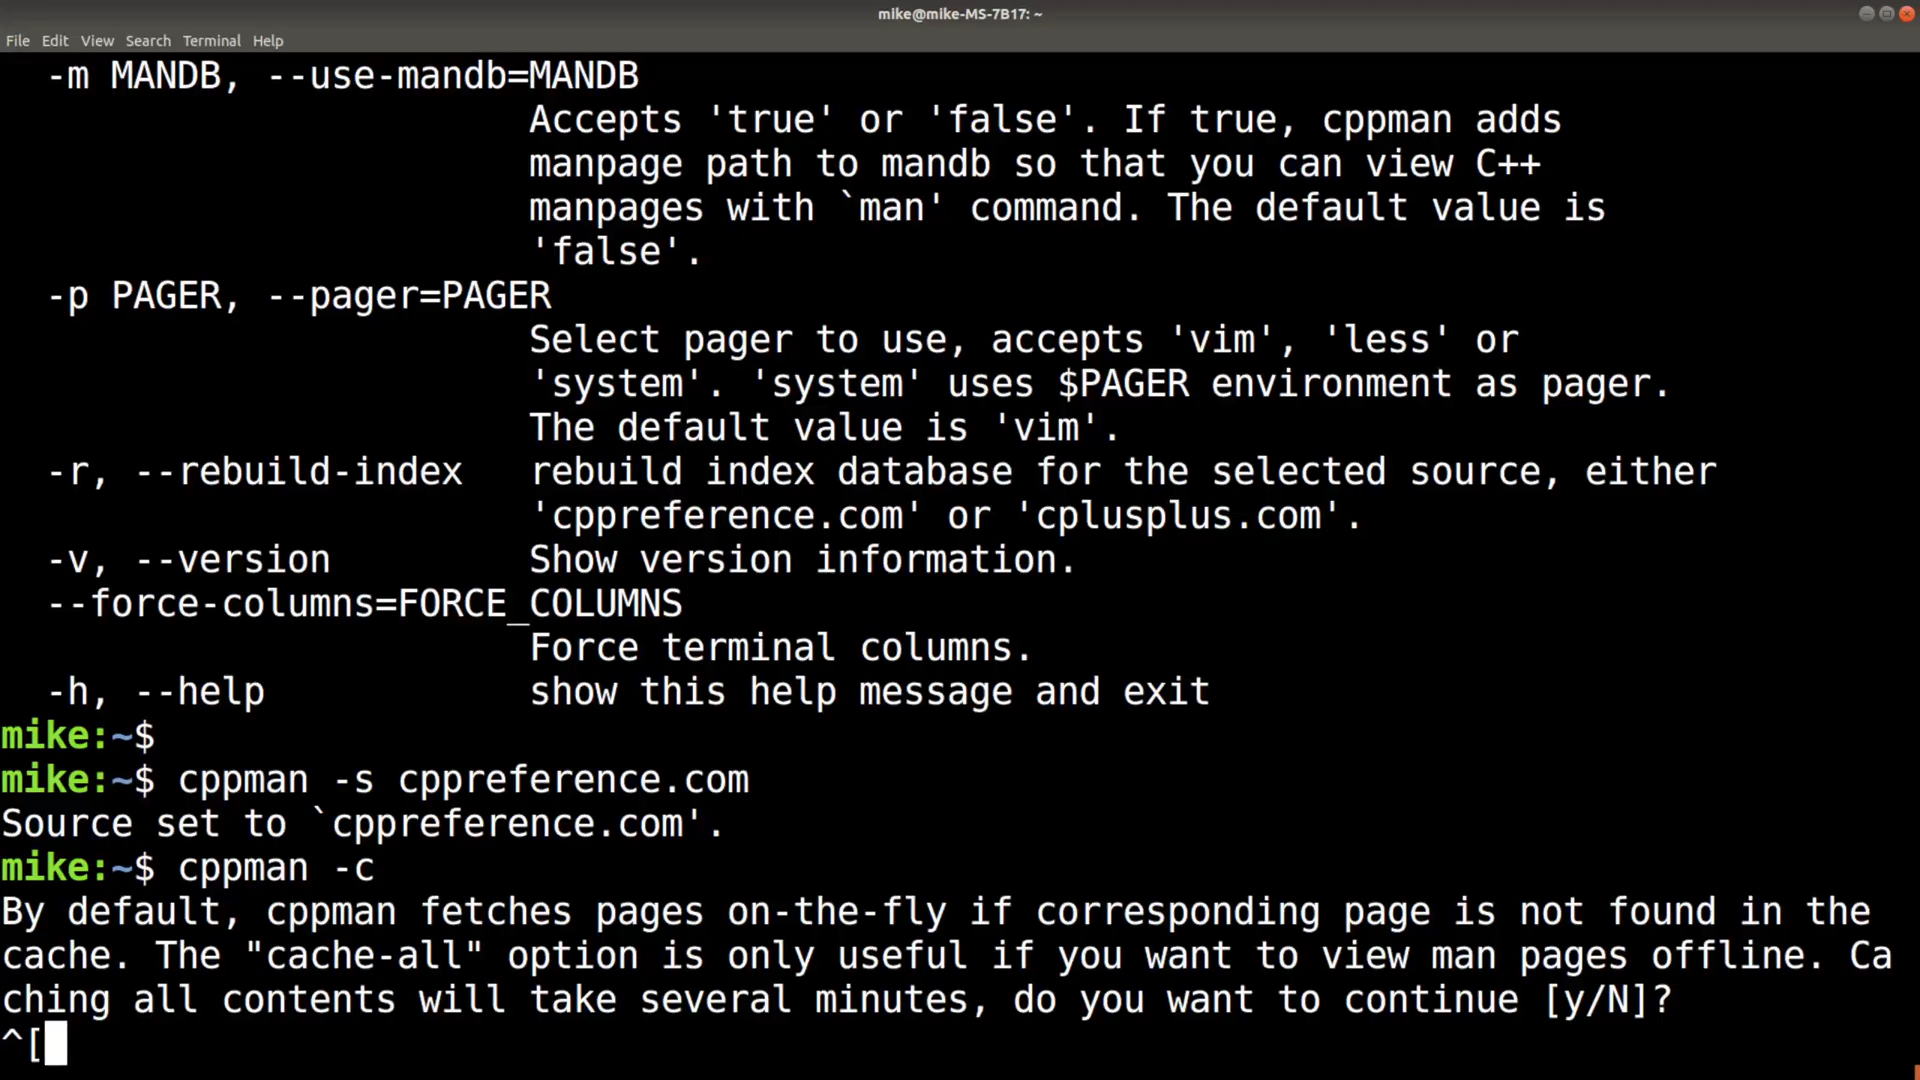 mike@mike-MS-7B17: ~
File Edit View Search Terminal Help
-m MANDB, --use-mandb=MANDB
Accepts 'true' or 'false'. If true, cppman adds
manpage path to mandb so that you can view C++
manpages with `man' command. The default value is
'false'.
-p PAGER, --pager=PAGER
Select pager to use, accepts 'vim', 'less' or
'system'. 'system' uses $PAGER environment as pager.
The default value is 'vim'.
-r, --rebuild-index rebuild index database for the selected source, either
'cppreference.com' or 'cplusplus.com'.
-v, --version Show version information.
--force-columns=FORCE_COLUMNS
Force terminal columns.
-h, --help show this help message and exit
mike:~$
mike:~$ cppman -s cppreference.com
Source set to `cppreference.com'.
mike:~$ cppman -c
By default, cppman fetches pages on-the-fly if corresponding page is not found in the
cache. The "cache-all" option is only useful if you want to view man pages offline. Ca
ching all contents will take several minutes, do you want to continue [y/N]?
^[